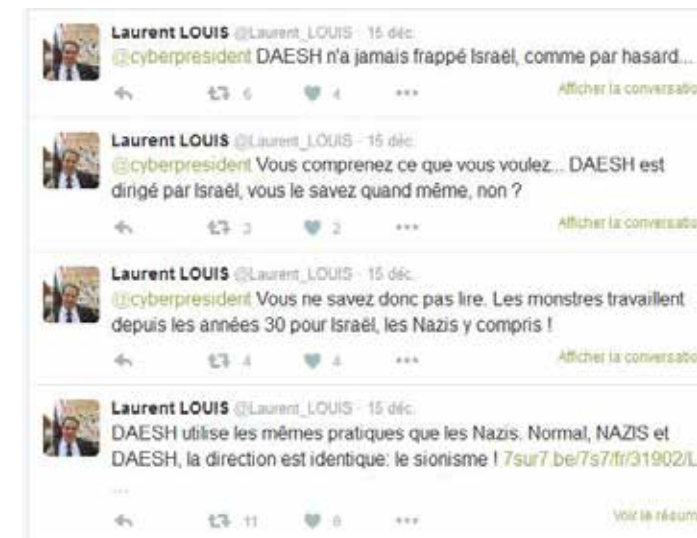 Laurent LOUIS @Laurent_LOUIS · 15 déc.
@cyberpresident DAESH n'a jamais frappé Israël, comme par hasard...
6 4 Afficher la conversatio
Laurent LOUIS @Laurent_LOUIS · 15 déc.
@cyberpresident Vous comprenez ce que vous voulez... DAESH est
dirigé par Israël, vous le savez quand même, non ?
3 2 Afficher la conversatio
Laurent LOUIS @Laurent_LOUIS · 15 déc.
@cyberpresident Vous ne savez donc pas lire. Les monstres travaillent
depuis les années 30 pour Israël, les Nazis y compris !
4 4 Afficher la conversatio
Laurent LOUIS @Laurent_LOUIS · 15 déc.
DAESH utilise les mêmes pratiques que les Nazis. Normal, NAZIS et
DAESH, la direction est identique: le sionisme ! 7sur7.be/7s7/fr/31902/L
...
11 6 Voir le résum